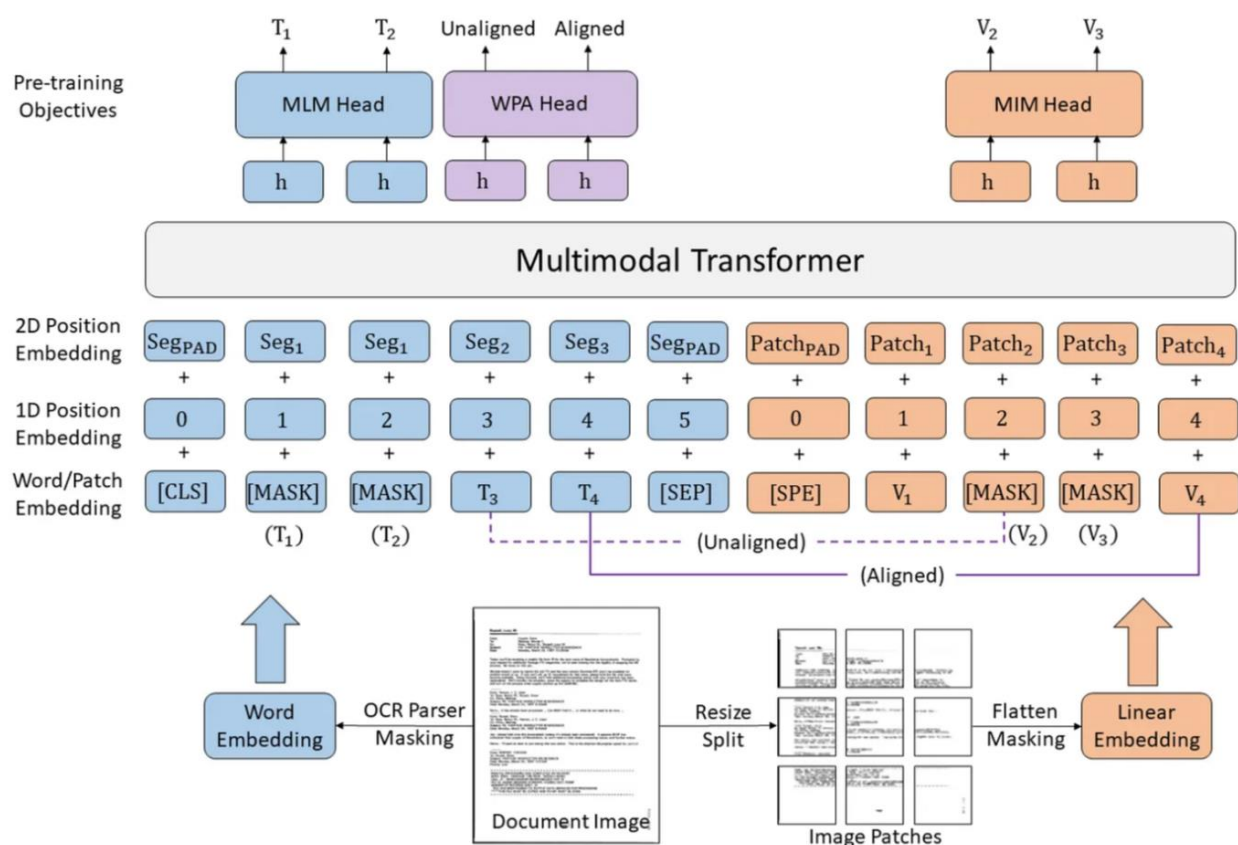 T₁ T₂ Unaligned Aligned V₂ V₃
Pre-training
Objectives
MLM Head WPA Head MIM Head
h h h h h h
Multimodal Transformer
2D Position
Embedding
Seg_PAD Seg₁ Seg₁ Seg₂ Seg₃ Seg_PAD Patch_PAD Patch₁ Patch₂ Patch₃ Patch₄
+ + + + + + + + + + +
1D Position
Embedding
0 1 2 3 4 5 0 1 2 3 4
+ + + + + + + + + + +
Word/Patch
Embedding
[CLS] [MASK] [MASK] T₃ T₄ [SEP] [SPE] V₁ [MASK] [MASK] V₄
(T₁) (T₂) (Unaligned) (V₂) (V₃)
(Aligned)
Word
Embedding
OCR Parser
Masking
Document Image
Resize
Split
Image Patches
Flatten
Masking
Linear
Embedding